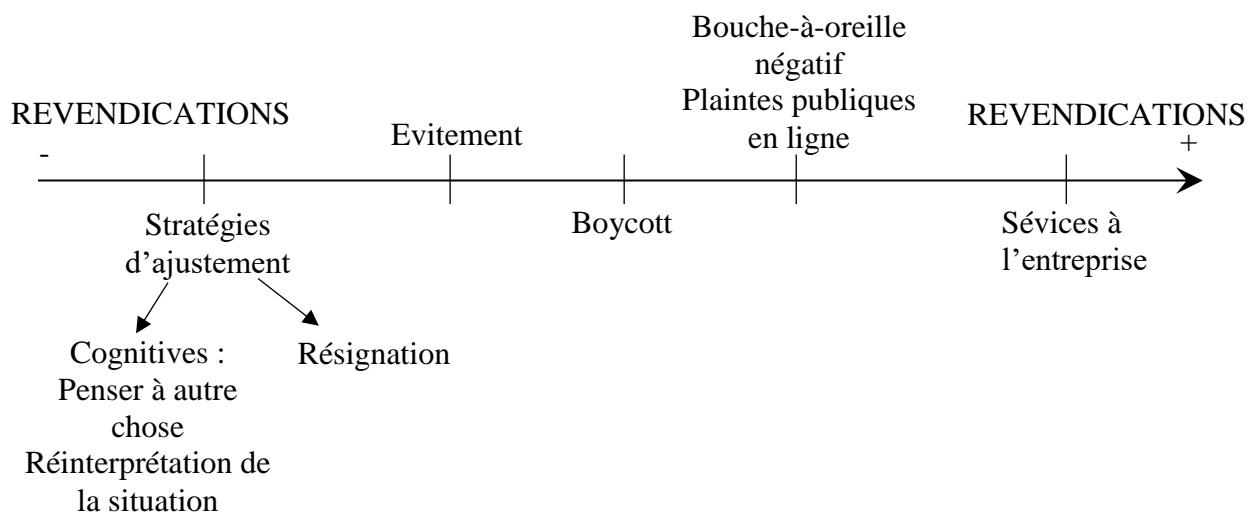 Bouche-à-oreille
négatif
Plaintes publiques
en ligne
REVENDICATIONS
-
Evitement
REVENDICATIONS
+
Stratégies
d’ajustement
Boycott
Sévices à
l’entreprise
Cognitives :
Penser à autre
chose
Réinterprétation de
la situation
Résignation